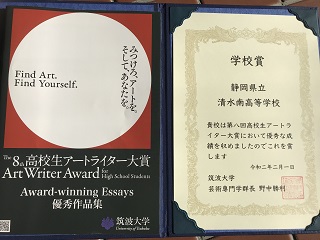 Find Art.
Find Yourself.
みつけろ、アートを。
そして、あなたを。
The 8th 高校生アートライター大賞
Art Writer Award for High School Students
Award-winning Essays
優秀作品集
筑波大学
University of Tsukuba
学校賞
静岡県立
清水南高等学校
貴校は第八回高校生アートラ
イター大賞において優秀な成
績を収めましたのでこれを賞
します
令和二年二月一日
筑波大学
芸術専門学群長 野中勝利